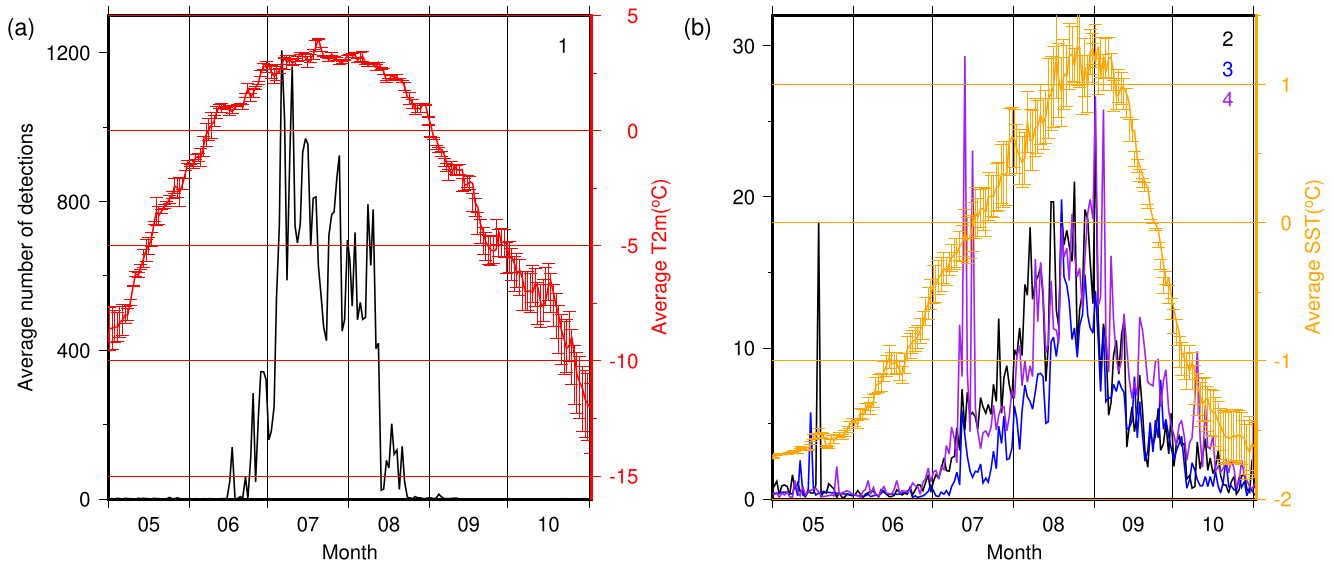 (a)
1
Average number of detections
1200
800
400
0
05 06 07 08 09 10
Month
5
0
-5
-10
-15
Average T2m(ºC)
(b)
2
3
4
30
20
10
0
05 06 07 08 09 10
Month
1
0
-1
-2
Average SST(ºC)